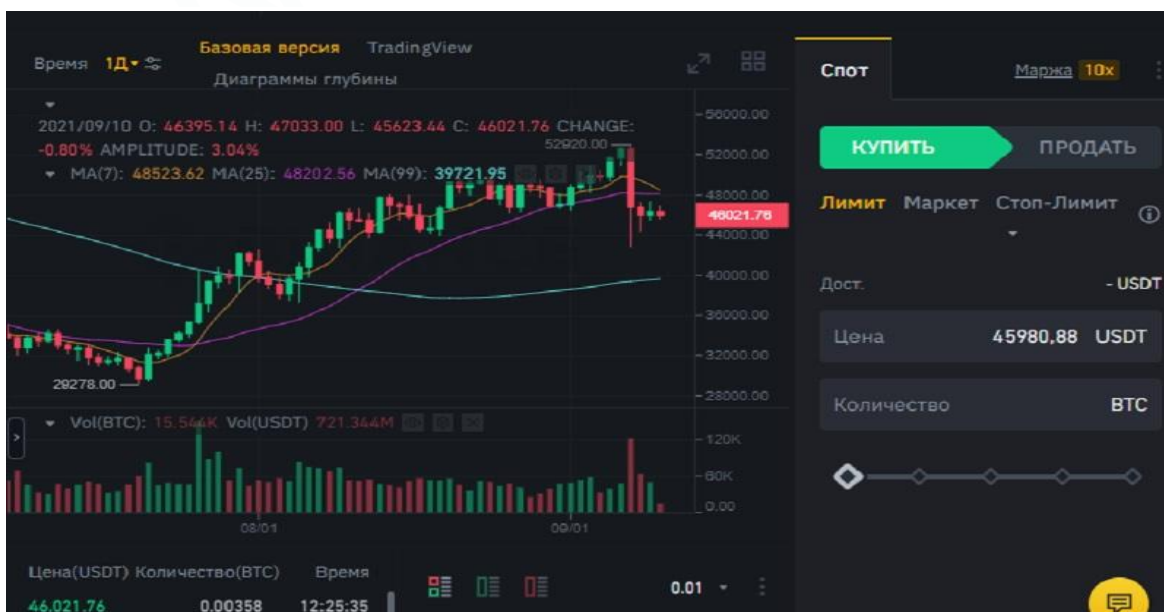 Время 1Д
Базовая версия TradingView
Диаграммы глубины
2021/09/10 O: 46395.14 H: 47033.00 L: 45623.44 C: 46021.76 CHANGE:
-0.80% AMPLITUDE: 3.04%
MA(7): 48523.62 MA(25): 48202.56 MA(99): 39721.95
52920.00
29278.00
56000.00
52000.00
48000.00
46021.76
44000.00
40000.00
36000.00
32000.00
28000.00
Vol(BTC): 15.544K Vol(USDT) 721.344M
120K
60K
0.00
08/01 09/01
Цена(USDT) Количество(BTC) Время
46,021.76 0.00358 12:25:35
0.01
Спот Маржа 10x
КУПИТЬ ПРОДАТЬ
Лимит Маркет Стоп-Лимит
Дост. - USDT
Цена 45980,88 USDT
Количество BTC